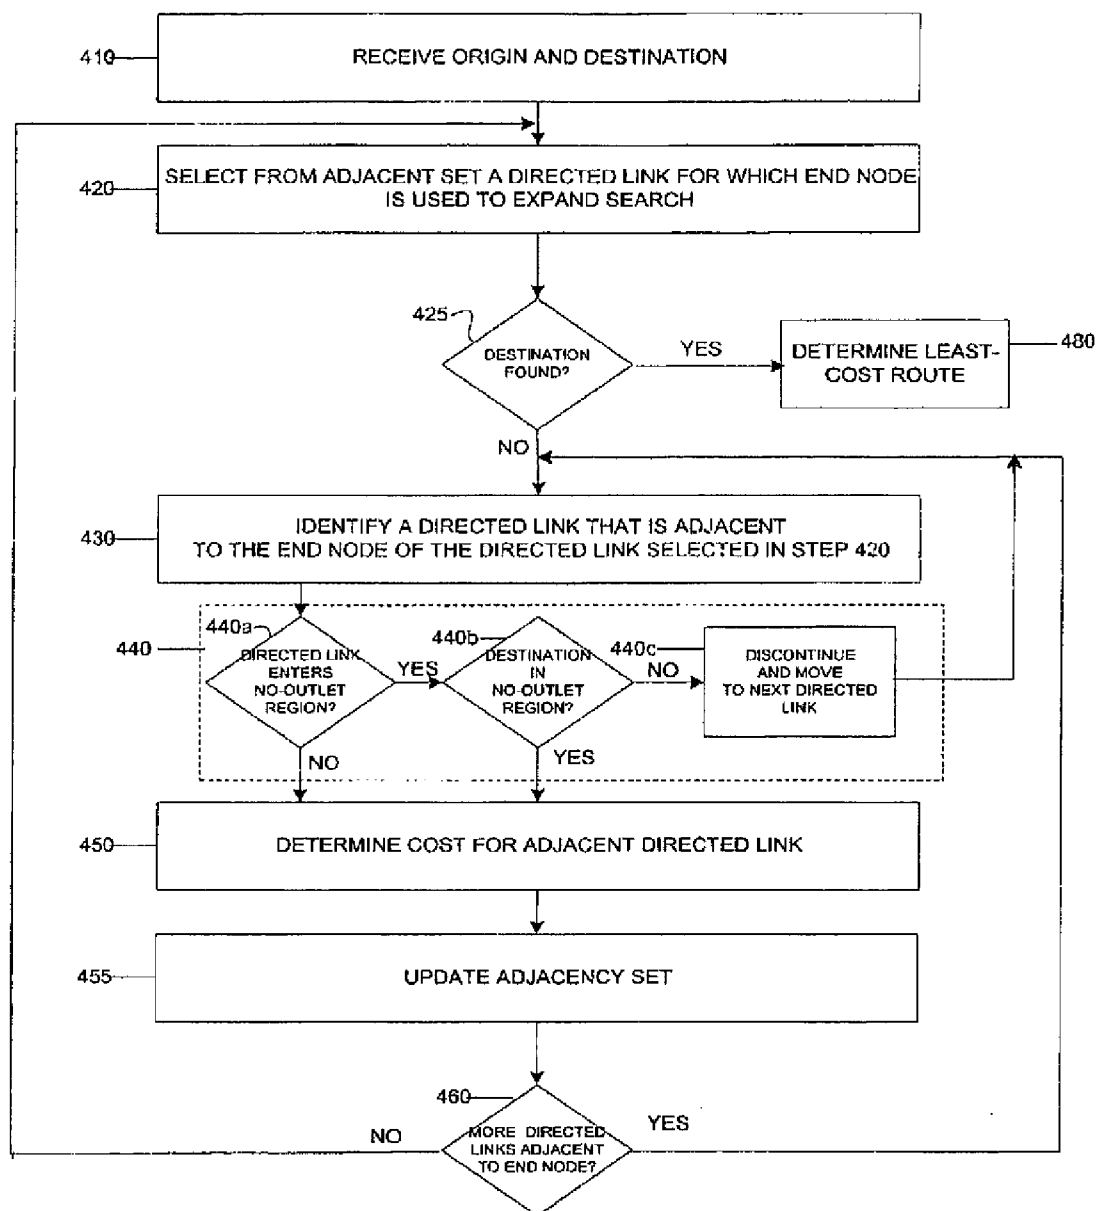 410
RECEIVE ORIGIN AND DESTINATION
420
SELECT FROM ADJACENT SET A DIRECTED LINK FOR WHICH END NODE
IS USED TO EXPAND SEARCH
425
DESTINATION
FOUND?
YES
DETERMINE LEAST-
COST ROUTE
480
NO
430
IDENTIFY A DIRECTED LINK THAT IS ADJACENT
TO THE END NODE OF THE DIRECTED LINK SELECTED IN STEP 420
440
440a
DIRECTED LINK
ENTERS
NO-OUTLET
REGION?
YES
440b
DESTINATION
IN
NO-OUTLET
REGION?
NO
440c
DISCONTINUE
AND MOVE
TO NEXT DIRECTED
LINK
NO
YES
450
DETERMINE COST FOR ADJACENT DIRECTED LINK
455
UPDATE ADJACENCY SET
460
MORE DIRECTED
LINKS ADJACENT
TO END NODE?
NO
YES